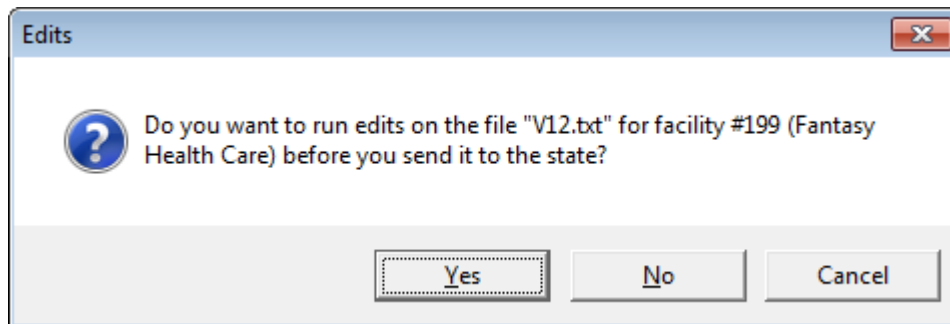 Edits
Do you want to run edits on the file "V12.txt" for facility #199 (Fantasy
Health Care) before you send it to the state?
Yes
No
Cancel